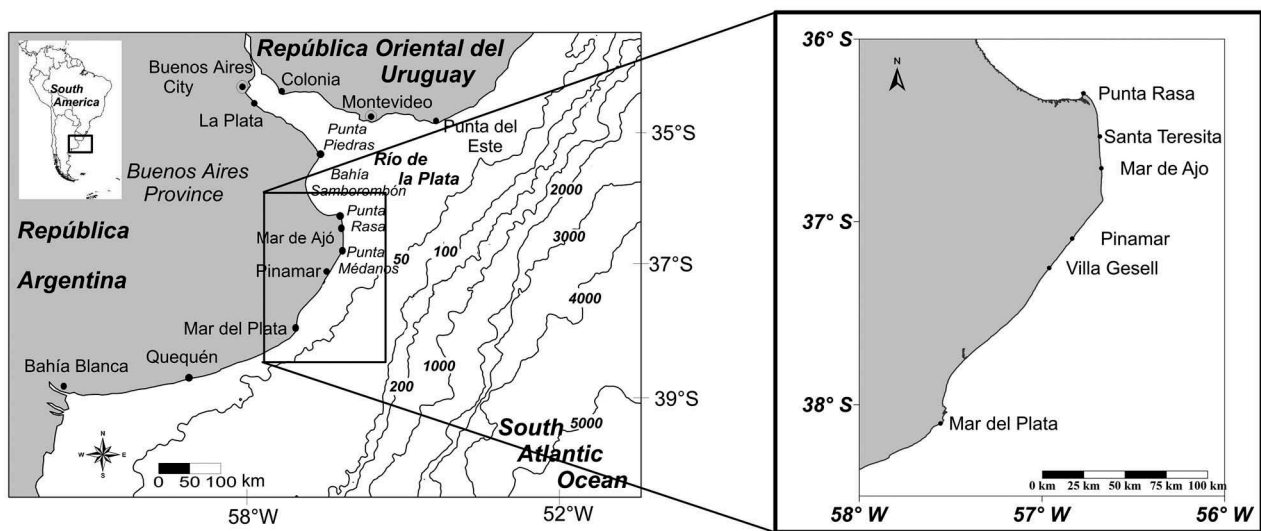 South
America
República Oriental del
Uruguay
Buenos Aires
City
Colonia
La Plata
Montevideo
Punta del
Este
Punta
Piedras
Río de
la Plata
Buenos Aires
Province
Bahía
Samborombón
República
Argentina
Punta
Rasa
Mar de Ajó
Punta
Médanos
Pinamar
Mar del Plata
Quequén
Bahía Blanca
50
100
200
1000
2000
3000
4000
5000
South
Atlantic
Ocean
N
W
E
S
0 50 100 km
35°S
37°S
39°S
58°W
52°W
36° S
37° S
38° S
N
Punta Rasa
Santa Teresita
Mar de Ajo
Pinamar
Villa Gesell
Mar del Plata
0 km 25 km 50 km 75 km 100 km
58° W 57° W 56° W